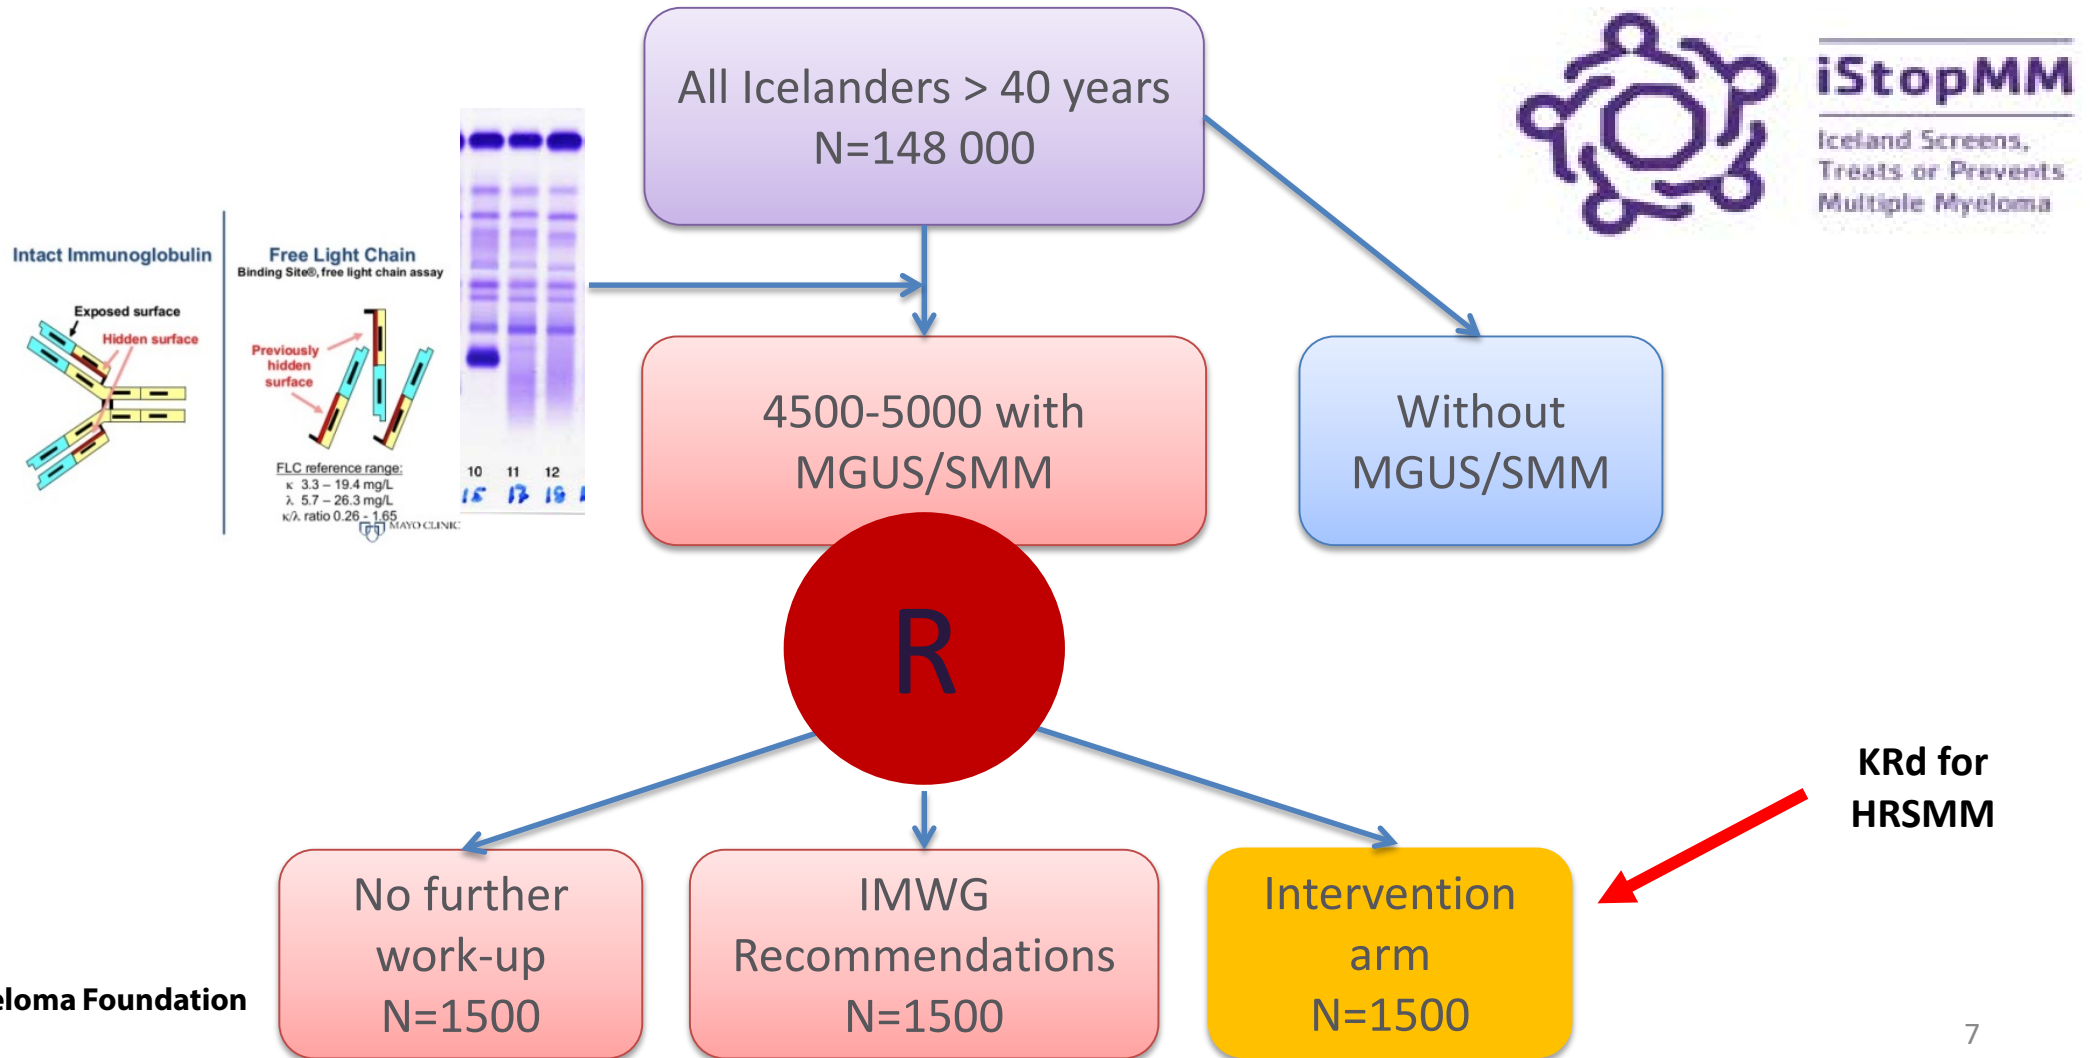 All Icelanders > 40 years
N=148 000
iStopMM
Iceland Screens,
Treats or Prevents
Multiple Myeloma
Intact Immunoglobulin
Exposed surface
Hidden surface
Free Light Chain
Binding Site®, free light chain assay
Previously
hidden
surface
FLC reference range:
κ 3.3 – 19.4 mg/L
λ 5.7 – 26.3 mg/L
κ/λ ratio 0.26 - 1.65
MAYO CLINIC
10 11 12
15 17 18
4500-5000 with
MGUS/SMM
Without
MGUS/SMM
R
KRd for
HRSMM
No further
work-up
N=1500
IMWG
Recommendations
N=1500
Intervention
arm
N=1500
eloma Foundation
7